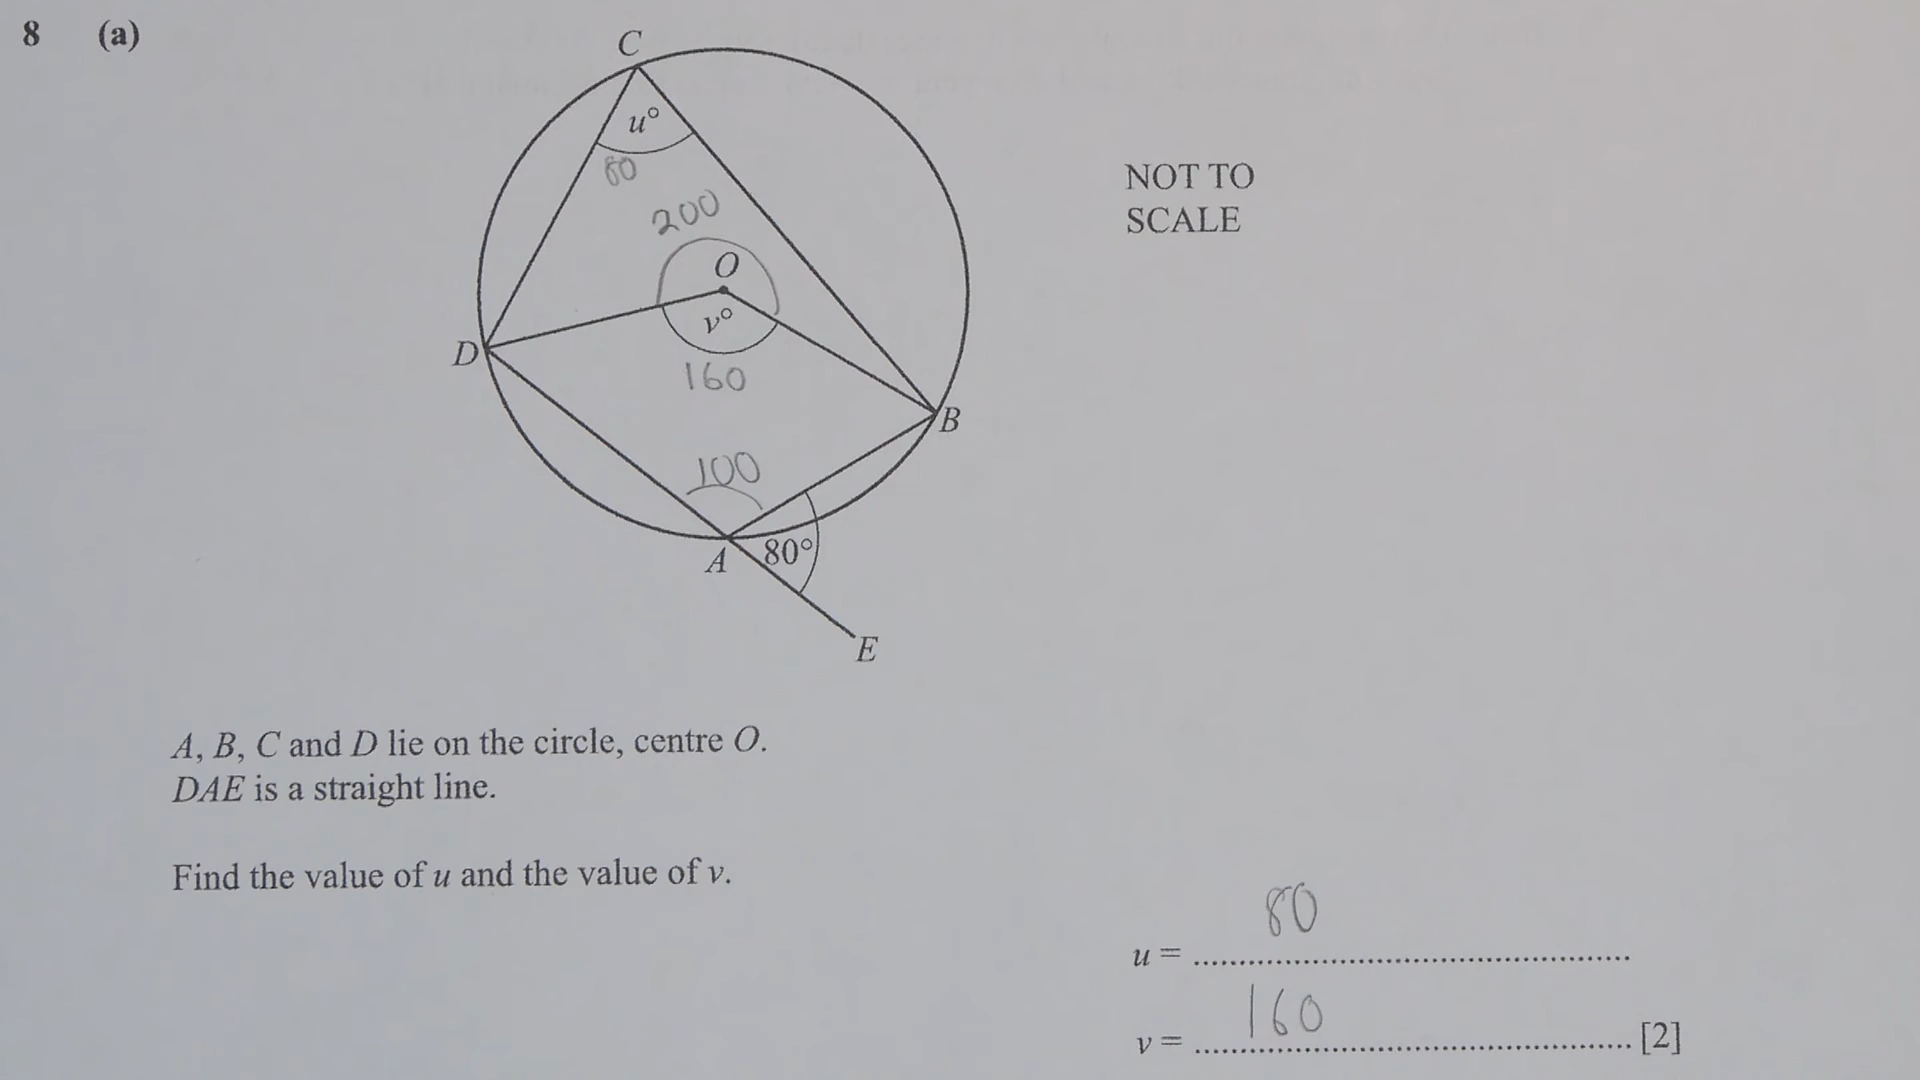 8 (a)
C
u°
80
200
NOT TO
SCALE
O
v°
D
160
B
100
A
80°
E
A, B, C and D lie on the circle, centre O.
DAE is a straight line.
Find the value of u and the value of v.
80
u = ............................................................
160
v = ............................................................ [2]